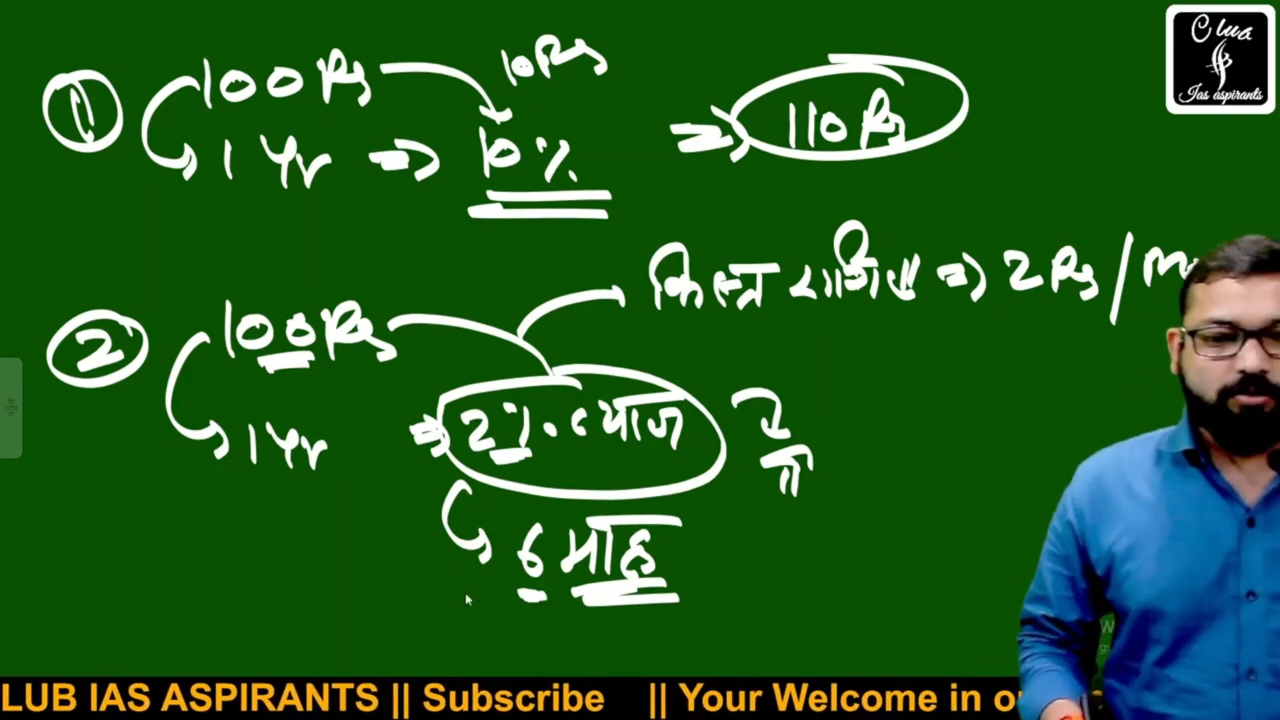 C lua
Ias aspirants
① 100 Rs 10 Rs
1 Yr ⇒ 10% ⇒ 110 Rs
⇒ 2 Rs / m
② 100 Rs
1 Yr ⇒ 2% ब्याज
6 माह
LUB IAS ASPIRANTS || Subscribe || Your Welcome in o